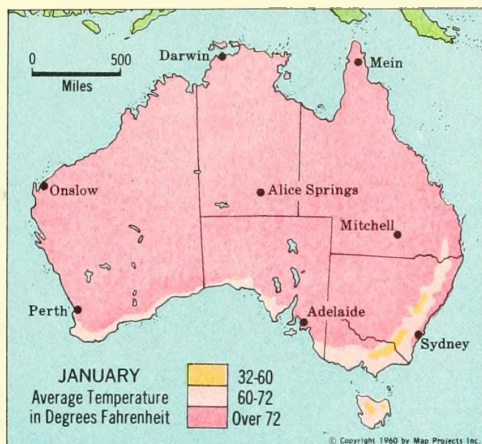 Darwin
Mein
0 500
Miles
Onslow
Alice Springs
Mitchell
Perth
Adelaide
Sydney
JANUARY
Average Temperature
in Degrees Fahrenheit
32-60
60-72
Over 72
© Copyright 1960 by Map Projects Inc.